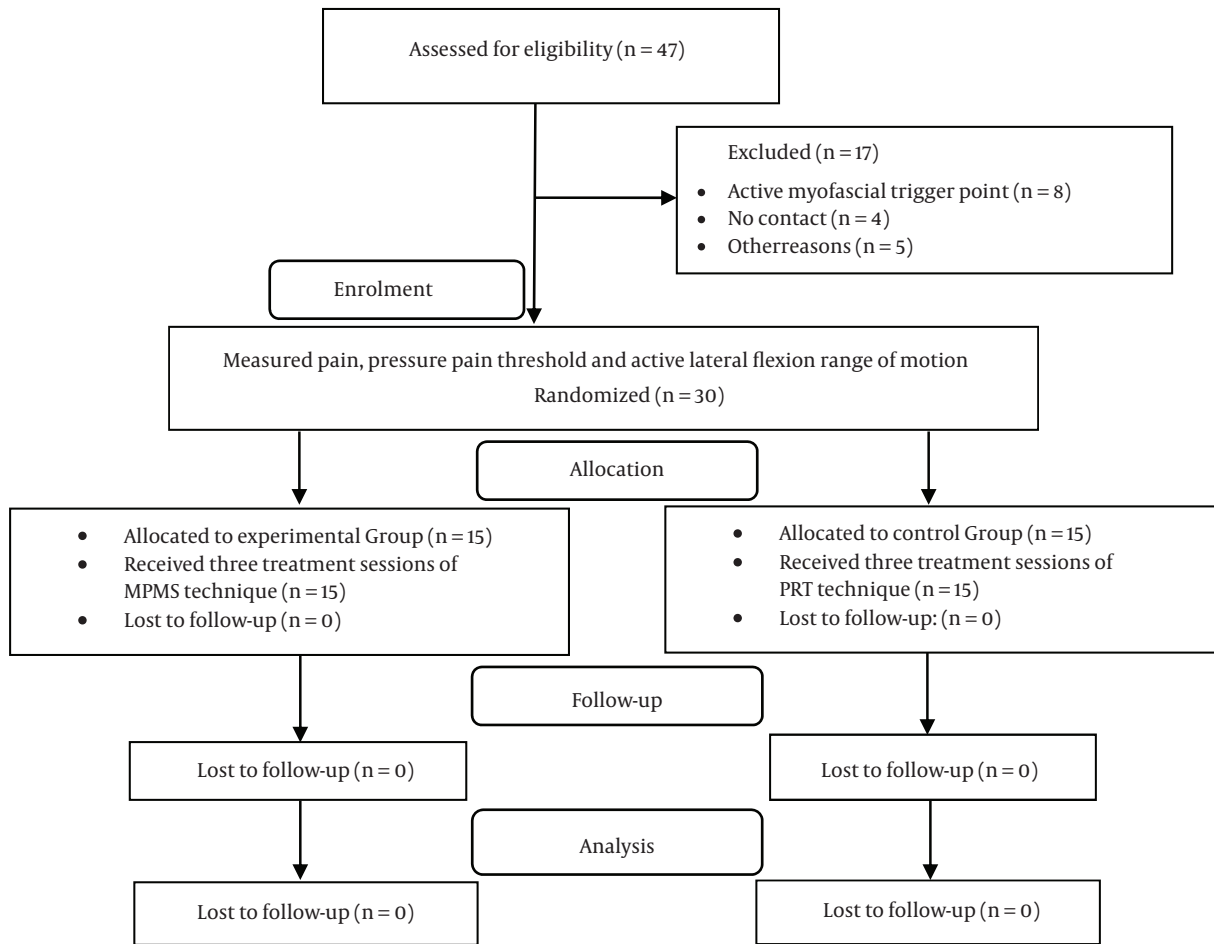 Assessed for eligibility (n = 47)
Excluded (n = 17)
• Active myofascial trigger point (n = 8)
• No contact (n = 4)
• Otherreasons (n = 5)
Enrolment
Measured pain, pressure pain threshold and active lateral flexion range of motion
Randomized (n = 30)
Allocation
• Allocated to experimental Group (n = 15)
• Received three treatment sessions of
MPMS technique (n = 15)
• Lost to follow-up (n = 0)
• Allocated to control Group (n = 15)
• Received three treatment sessions of
PRT technique (n = 15)
• Lost to follow-up: (n = 0)
Follow-up
Lost to follow-up (n = 0)
Lost to follow-up (n = 0)
Analysis
Lost to follow-up (n = 0)
Lost to follow-up (n = 0)